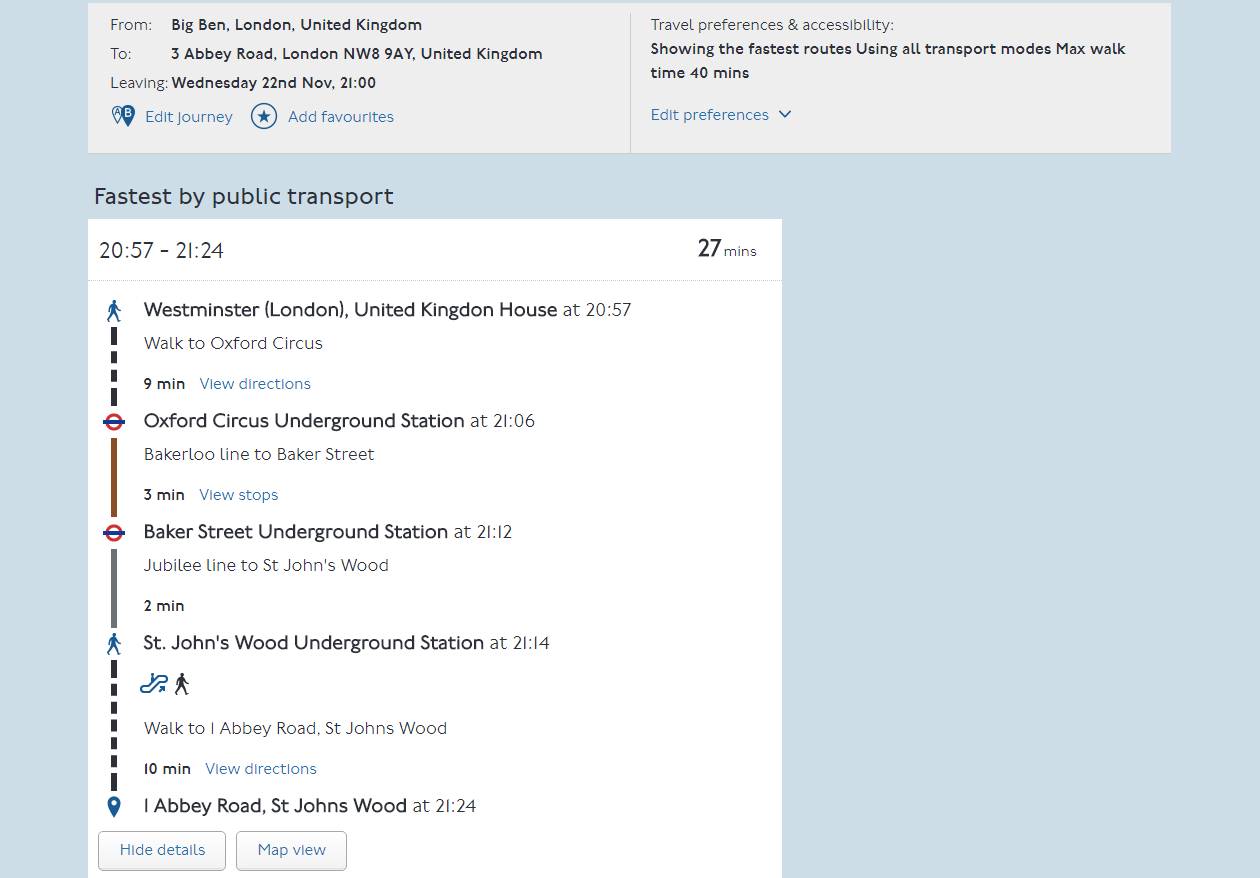 From: Big Ben, London, United Kingdom
To: 3 Abbey Road, London NW8 9AY, United Kingdom
Leaving: Wednesday 22nd Nov, 21:00
A B Edit journey Add favourites
Travel preferences & accessibility:
Showing the fastest routes Using all transport modes Max walk
time 40 mins
Edit preferences
Fastest by public transport
20:57 - 21:24 27 mins
Westminster (London), United Kingdon House at 20:57
Walk to Oxford Circus
9 min View directions
Oxford Circus Underground Station at 21:06
Bakerloo line to Baker Street
3 min View stops
Baker Street Underground Station at 21:12
Jubilee line to St John's Wood
2 min
St. John's Wood Underground Station at 21:14
Walk to 1 Abbey Road, St Johns Wood
10 min View directions
1 Abbey Road, St Johns Wood at 21:24
Hide details Map view